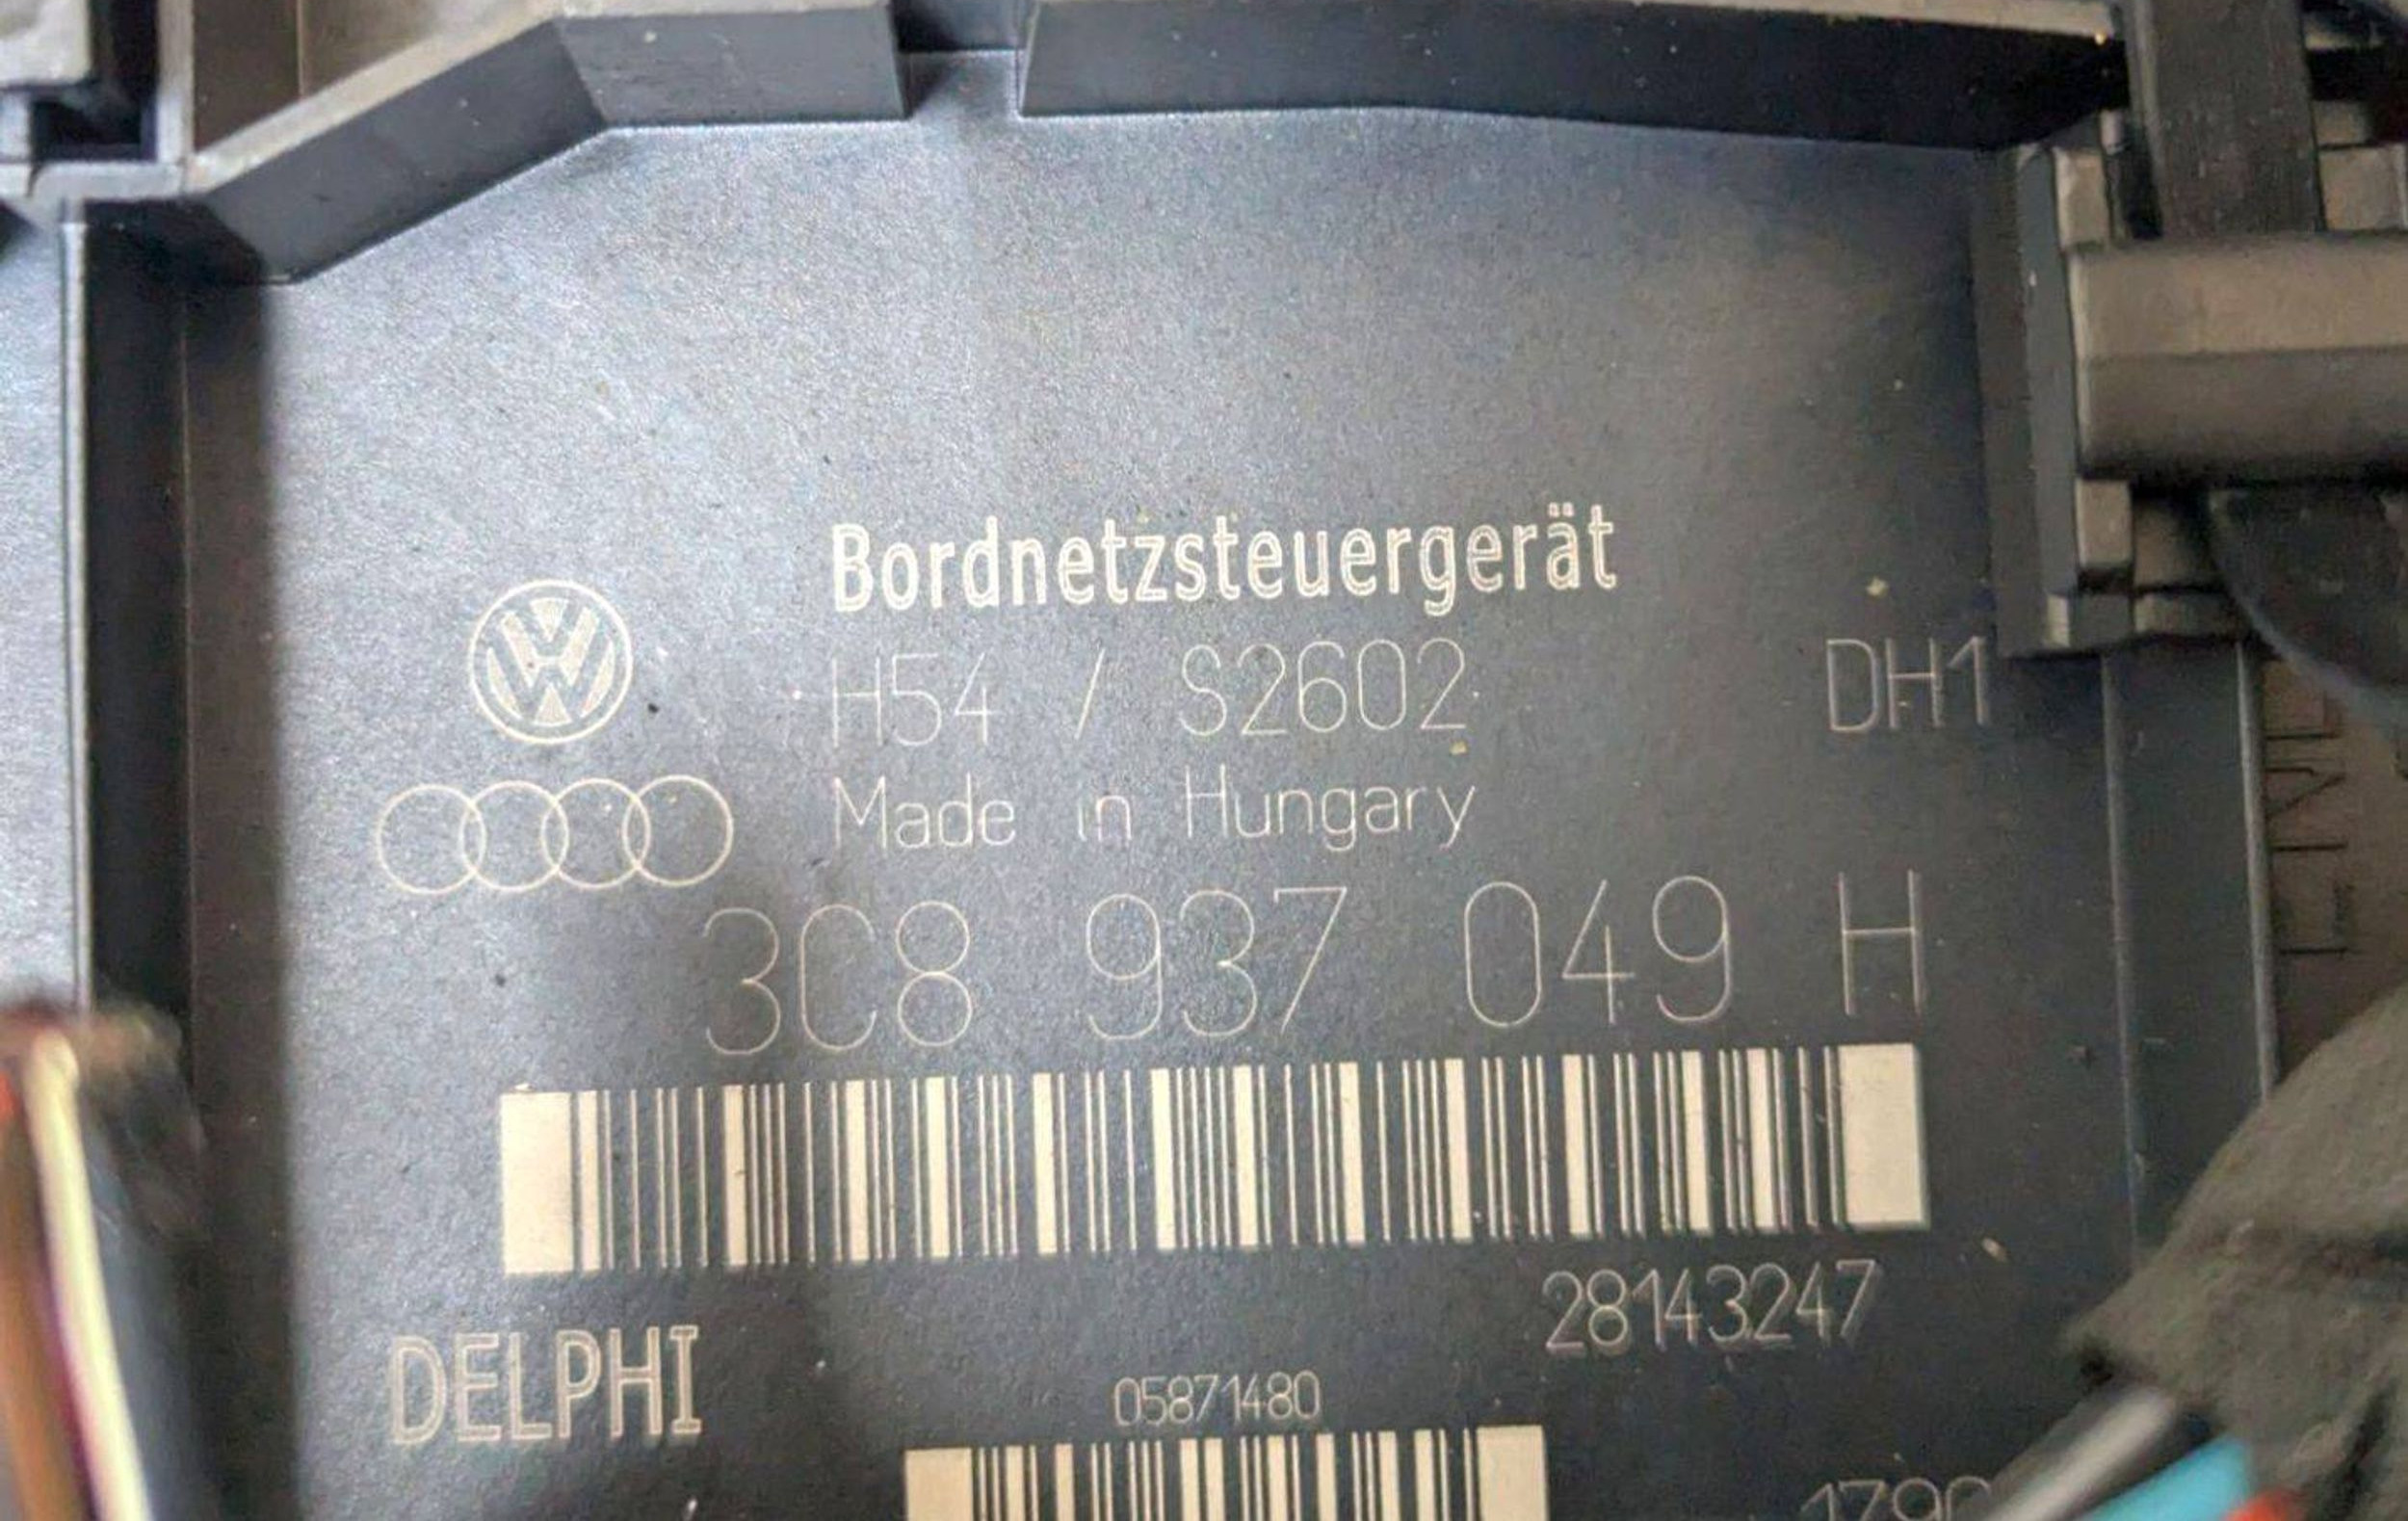 Bordnetzsteuergerät
H54 / S2602 DH1
Made in Hungary
3C8 937 049 H
28143247
DELPHI
05871480